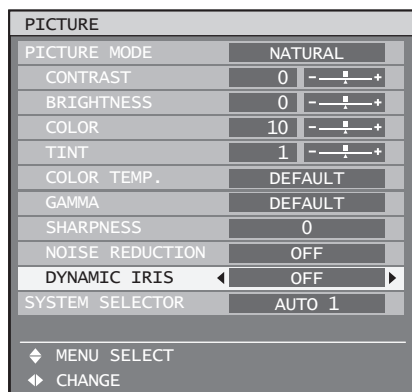 PICTURE
PICTURE MODE NATURAL
CONTRAST 0 - +
BRIGHTNESS 0 - +
COLOR 10 - +
TINT 1 - +
COLOR TEMP. DEFAULT
GAMMA DEFAULT
SHARPNESS 0
NOISE REDUCTION OFF
DYNAMIC IRIS OFF
SYSTEM SELECTOR AUTO 1
MENU SELECT
CHANGE